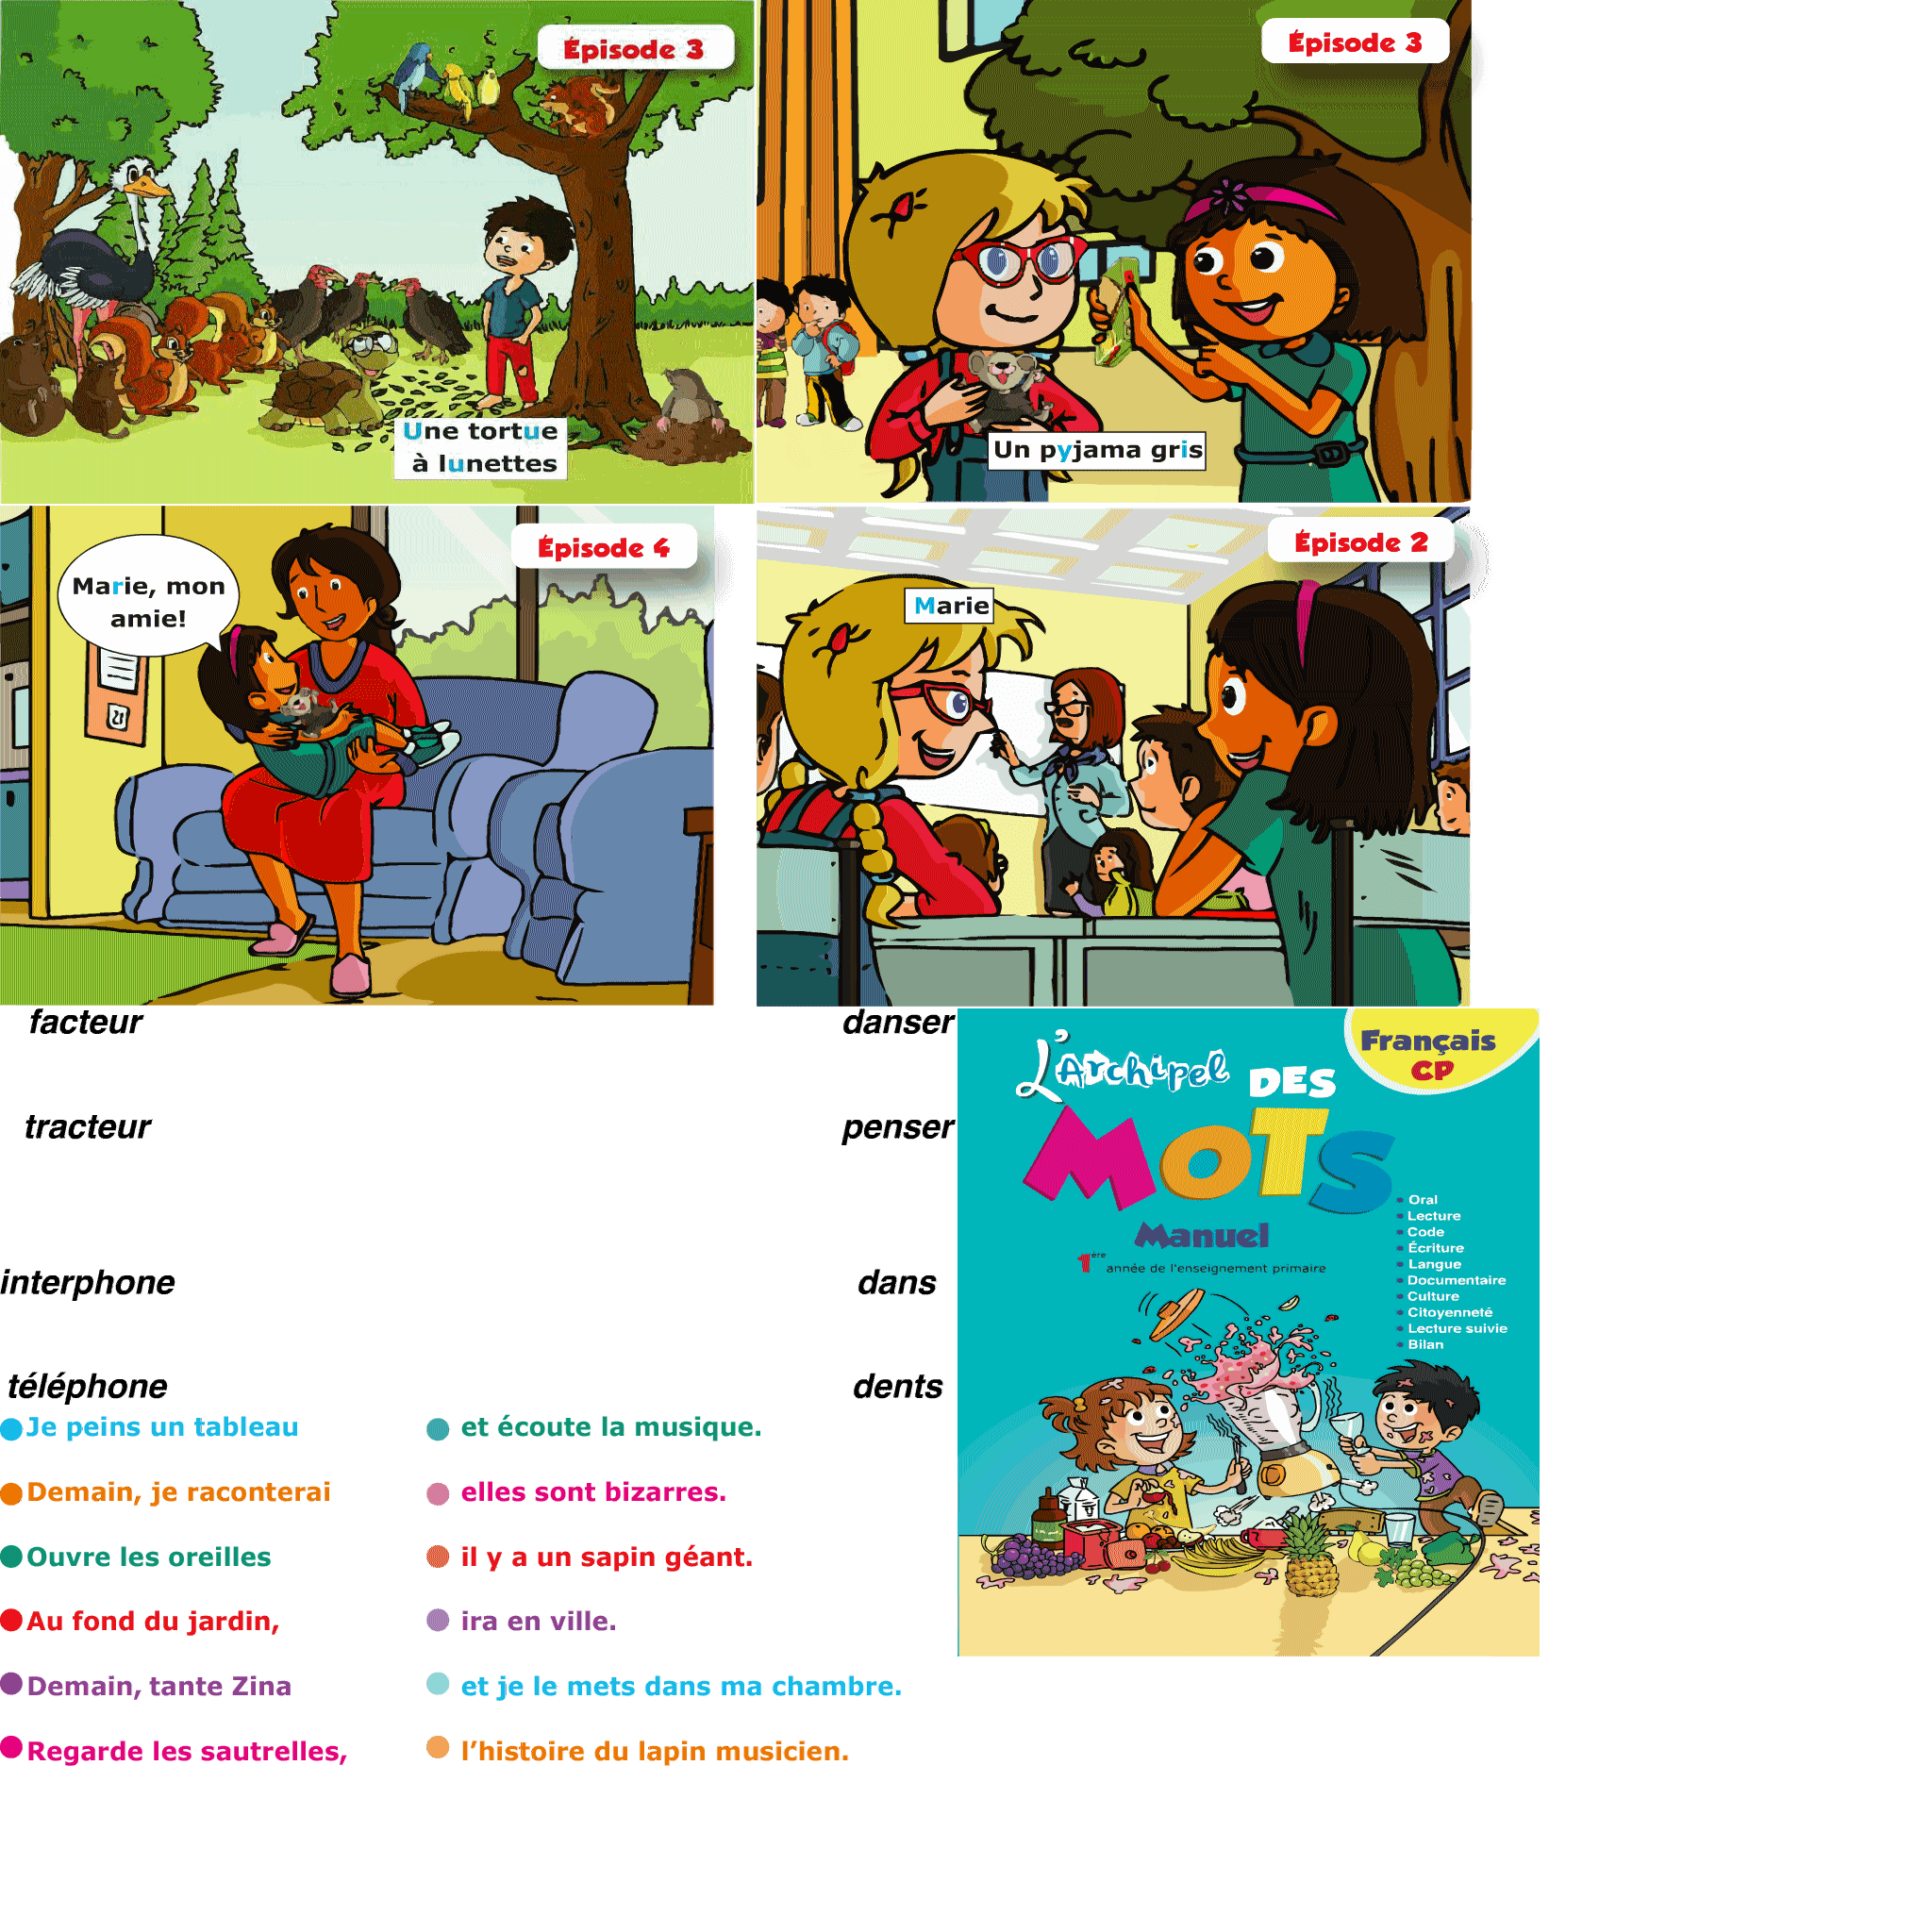 Épisode 3
Une tortue
à lunettes
Épisode 3
Un pyjama gris
Épisode 4
Marie, mon
amie!
Épisode 2
Marie
facteur
danser
tracteur
penser
interphone
dans
téléphone
dents
Français
CP
L'Archipel DES
MOTS
Manuel
1ère année de l'enseignement primaire
• Oral
• Lecture
• Code
• Écriture
• Langue
• Documentaire
• Culture
• Citoyenneté
• Lecture suivie
• Bilan
Je peins un tableau
et écoute la musique.
Demain, je raconterai
elles sont bizarres.
Ouvre les oreilles
il y a un sapin géant.
Au fond du jardin,
ira en ville.
Demain, tante Zina
et je le mets dans ma chambre.
Regarde les sautrelles,
l'histoire du lapin musicien.